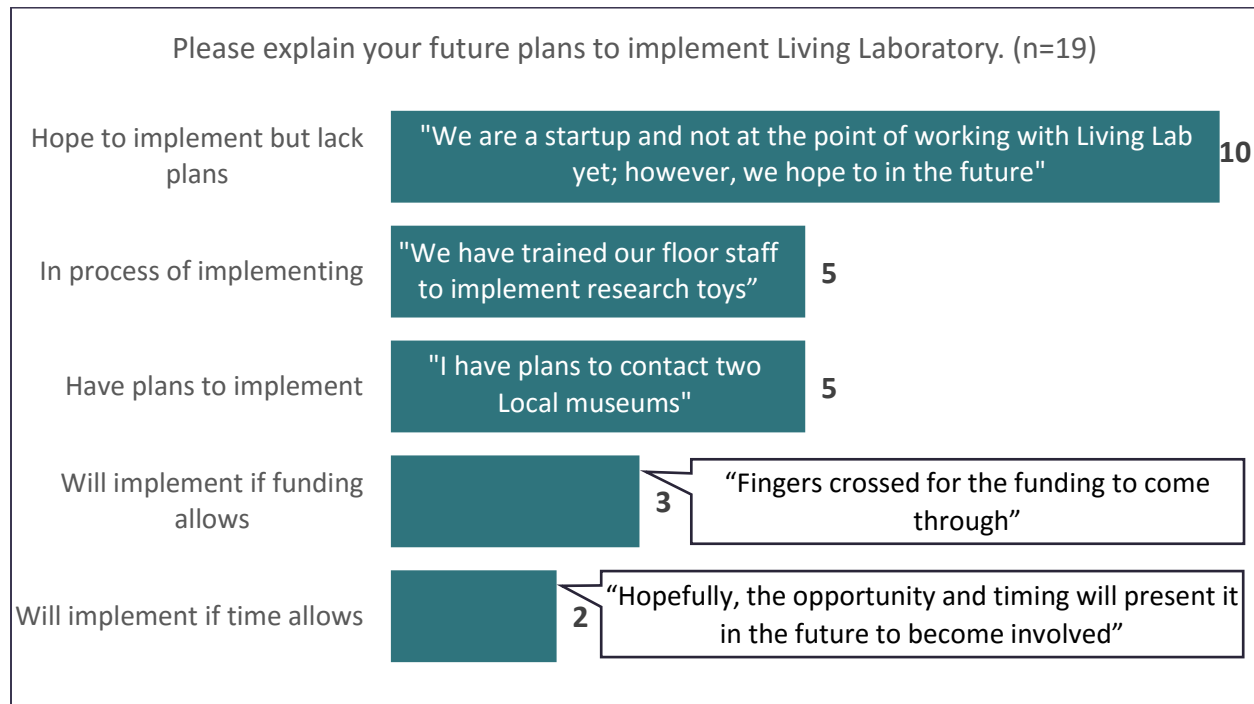 Please explain your future plans to implement Living Laboratory. (n=19)
Hope to implement but lack
plans
"We are a startup and not at the point of working with Living Lab
yet; however, we hope to in the future"
10
In process of implementing
"We have trained our floor staff
to implement research toys”
5
Have plans to implement
"I have plans to contact two
Local museums"
5
Will implement if funding
allows
3
“Fingers crossed for the funding to come
through”
Will implement if time allows
2
“Hopefully, the opportunity and timing will present it
in the future to become involved”